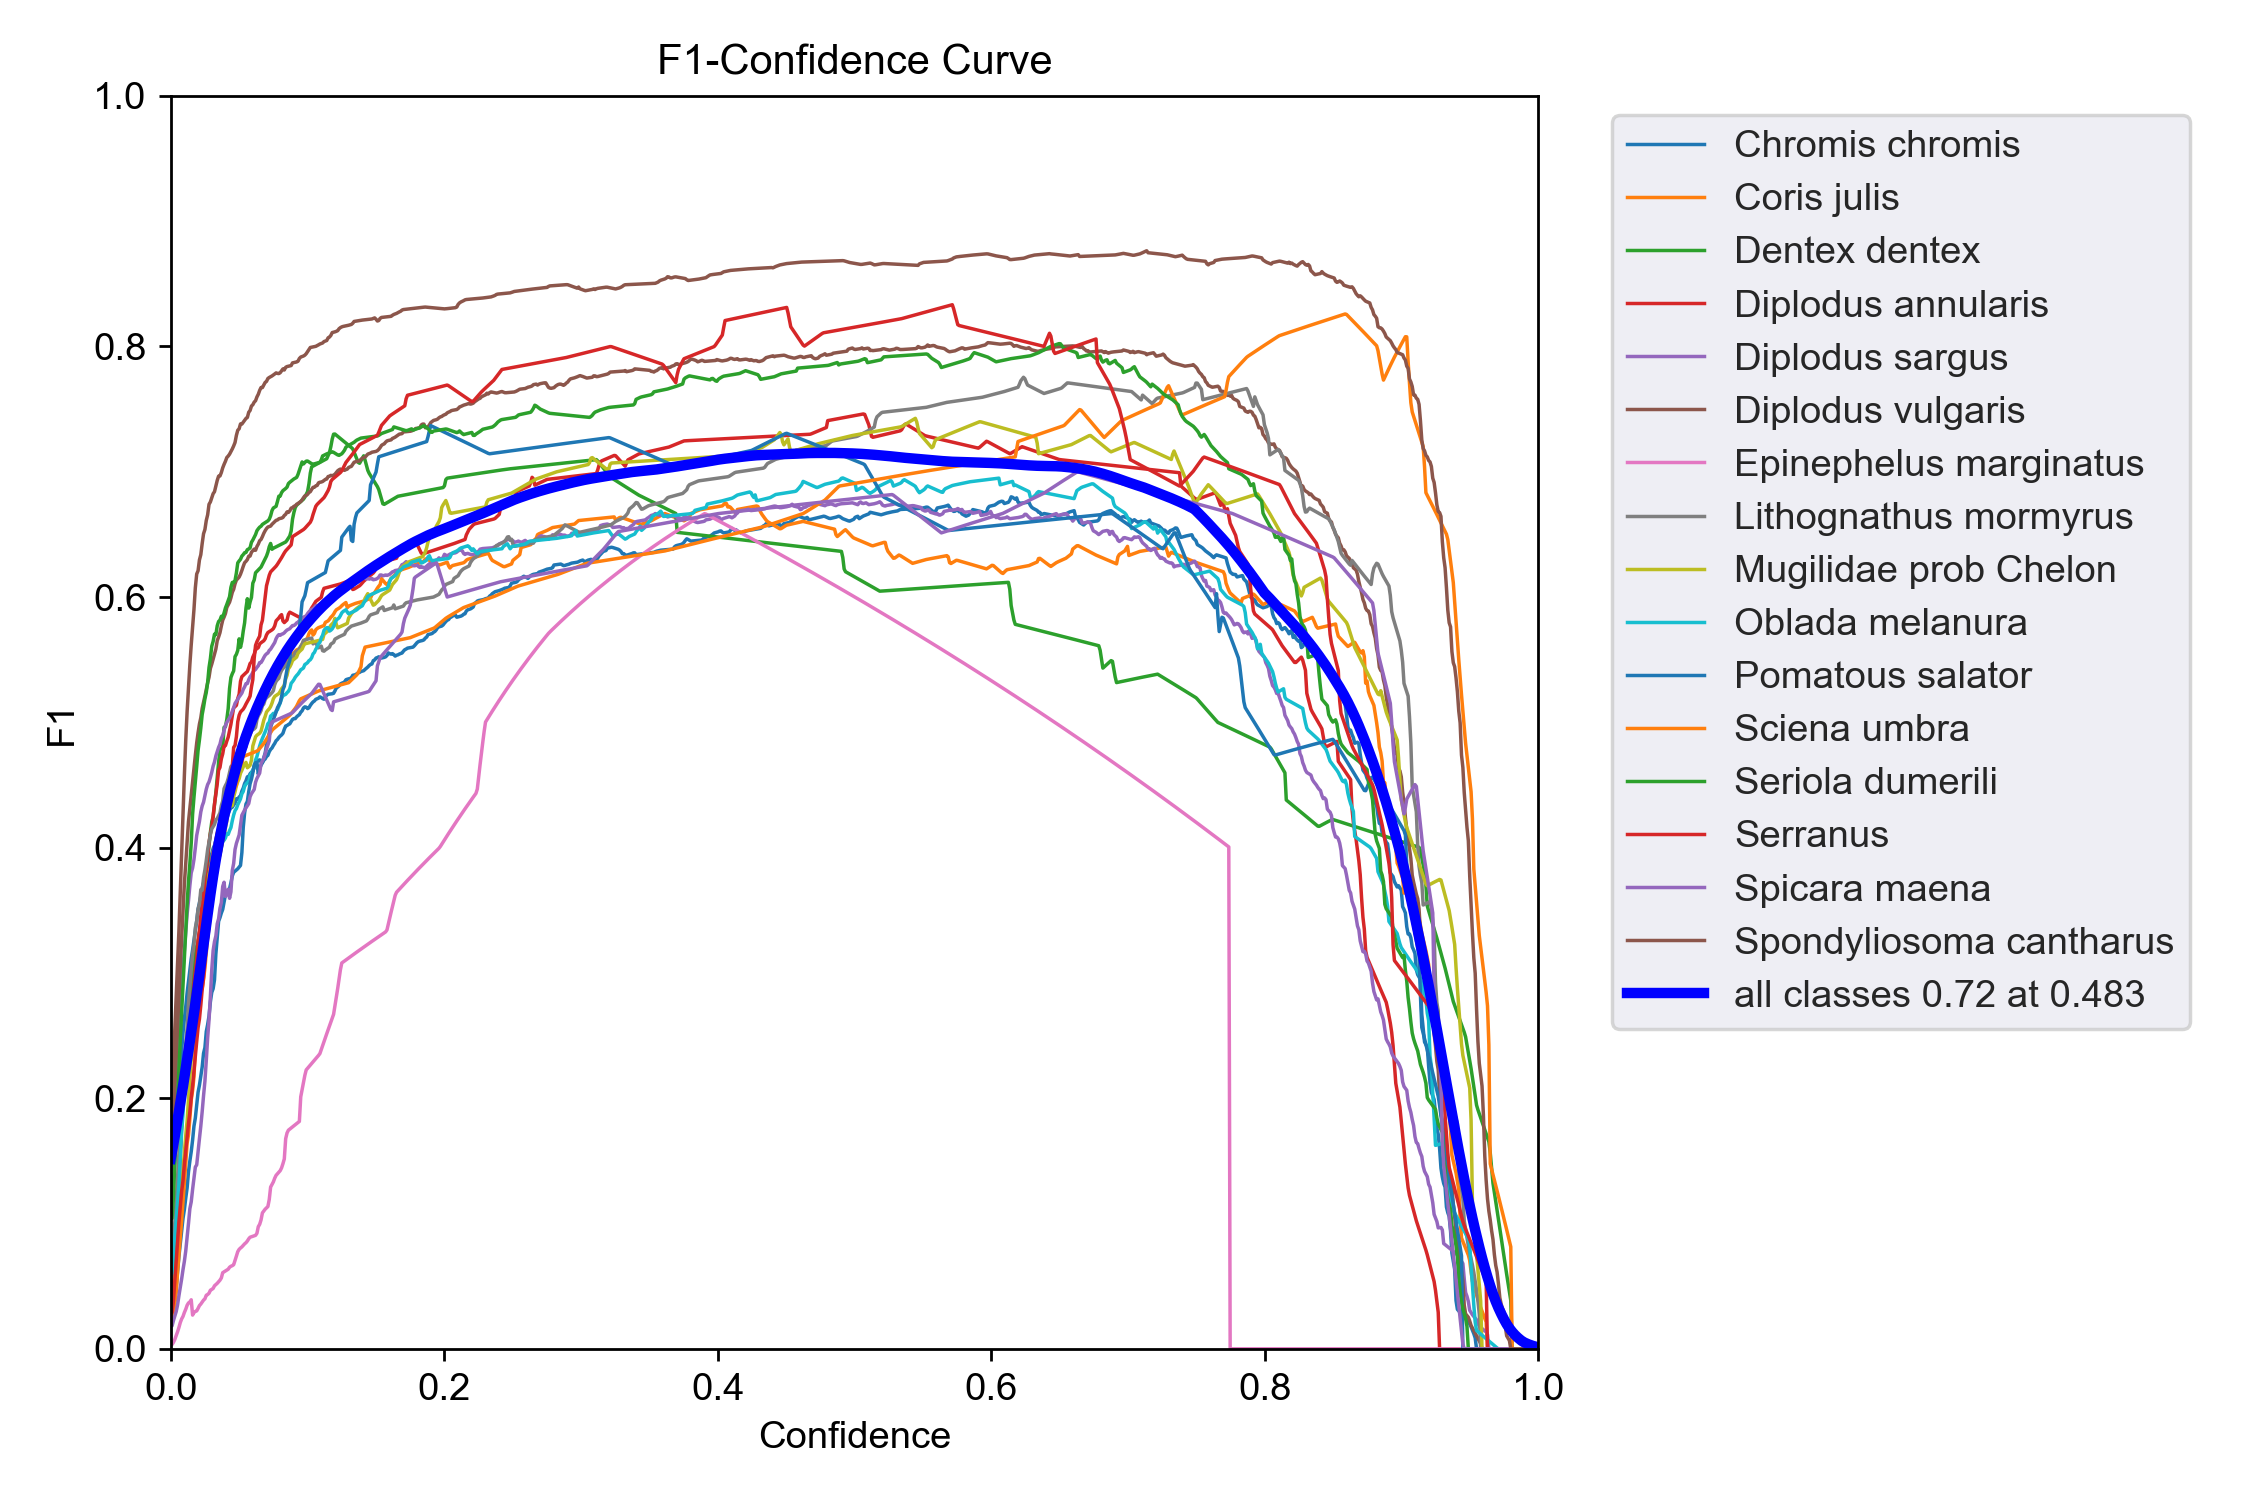 F1-Confidence Curve
1.0
0.8
0.6
0.4
0.2
0.0
F1
0.0 0.2 0.4 0.6 0.8 1.0
Confidence
Chromis chromis
Coris julis
Dentex dentex
Diplodus annularis
Diplodus sargus
Diplodus vulgaris
Epinephelus marginatus
Lithognathus mormyrus
Mugilidae prob Chelon
Oblada melanura
Pomatous salator
Sciena umbra
Seriola dumerili
Serranus
Spicara maena
Spondyliosoma cantharus
all classes 0.72 at 0.483